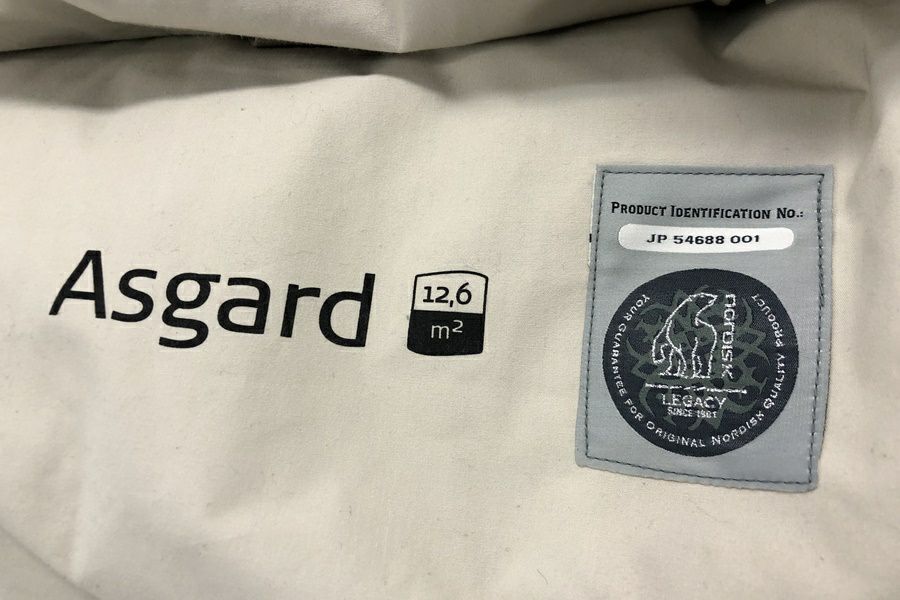 Asgard
12,6
m²
PRODUCT IDENTIFICATION NO.:
JP 54688 001
nordisk
LEGACY
SINCE 1901
YOUR GUARANTEE FOR ORIGINAL NORDISK QUALITY PRODUCT